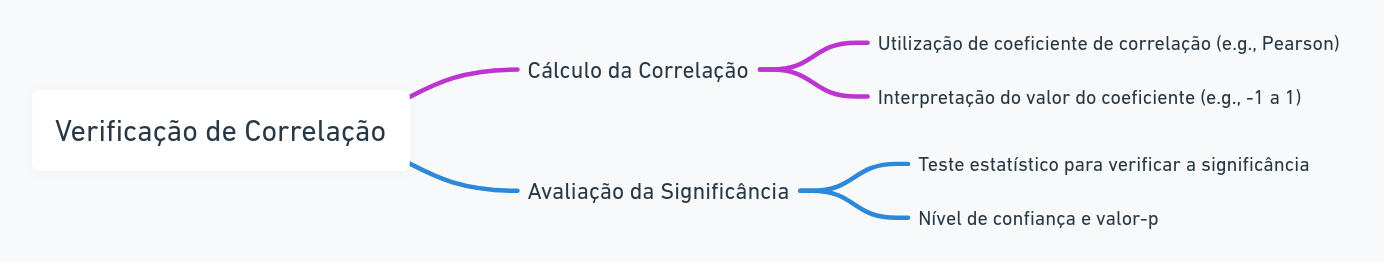 Verificação de Correlação
Cálculo da Correlação
Utilização de coeficiente de correlação (e.g., Pearson)
Interpretação do valor do coeficiente (e.g., -1 a 1)
Avaliação da Significância
Teste estatístico para verificar a significância
Nível de confiança e valor-p